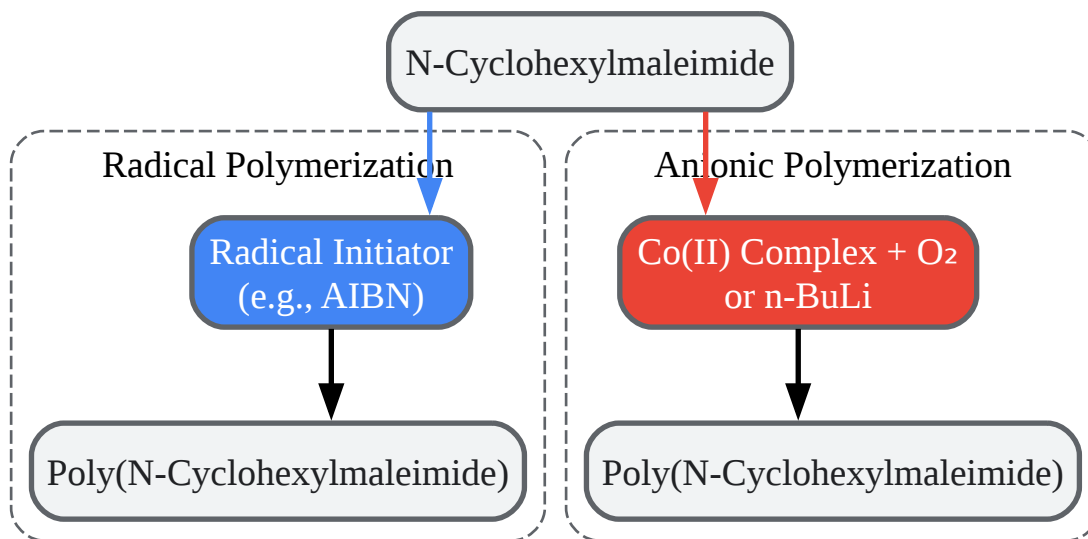 N-Cyclohexylmaleimide
Radical Polymerization
Anionic Polymerization
Radical Initiator
(e.g., AIBN)
Co(II) Complex + O₂
or n-BuLi
Poly(N-Cyclohexylmaleimide)
Poly(N-Cyclohexylmaleimide)